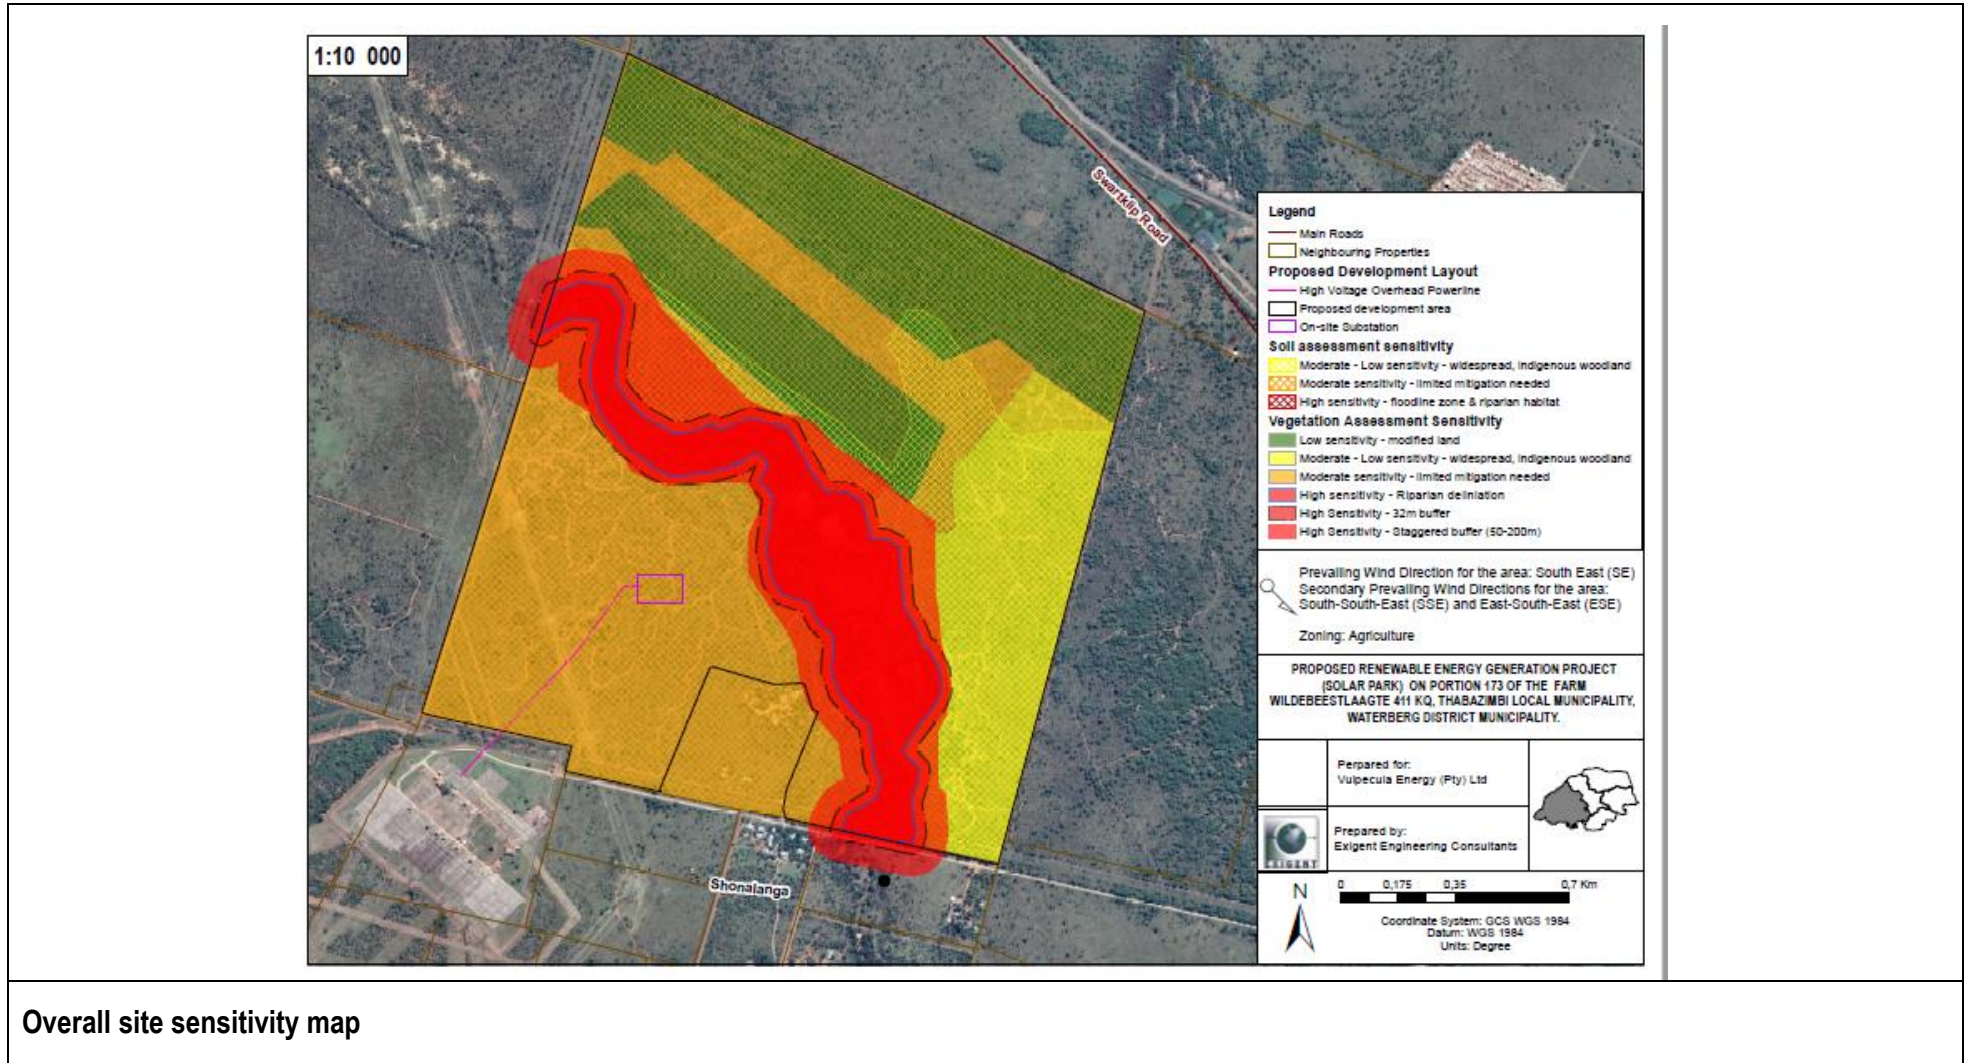 1:10 000
Swartklip Road
Shonalanga
Legend
Main Roads
Neighbouring Properties
Proposed Development Layout
High Voltage Overhead Powerline
Proposed development area
On-site Substation
Soil assessment sensitivity
Moderate - Low sensitivity - widespread, indigenous woodland
Moderate sensitivity - limited mitigation needed
High sensitivity - floodline zone & riparian habitat
Vegetation Assessment Sensitivity
Low sensitivity - modified land
Moderate - Low sensitivity - widespread, indigenous woodland
Moderate sensitivity - limited mitigation needed
High sensitivity - Riparian deliniation
High Sensitivity - 32m buffer
High Sensitivity - Staggered buffer (50-200m)
Prevailing Wind Direction for the area: South East (SE)
Secondary Prevailing Wind Directions for the area:
South-South-East (SSE) and East-South-East (ESE)
Zoning: Agriculture
PROPOSED RENEWABLE ENERGY GENERATION PROJECT
(SOLAR PARK) ON PORTION 173 OF THE FARM
WILDEBEESTLAAGTE 411 KQ, THABAZIMBI LOCAL MUNICIPALITY,
WATERBERG DISTRICT MUNICIPALITY.
Perpared for:
Vulpecula Energy (Pty) Ltd
EXIGENT
Prepared by:
Exigent Engineering Consultants
N
0 0,175 0,35 0,7 Km
Coordinate System: GCS WGS 1984
Datum: WGS 1984
Units: Degree
Overall site sensitivity map